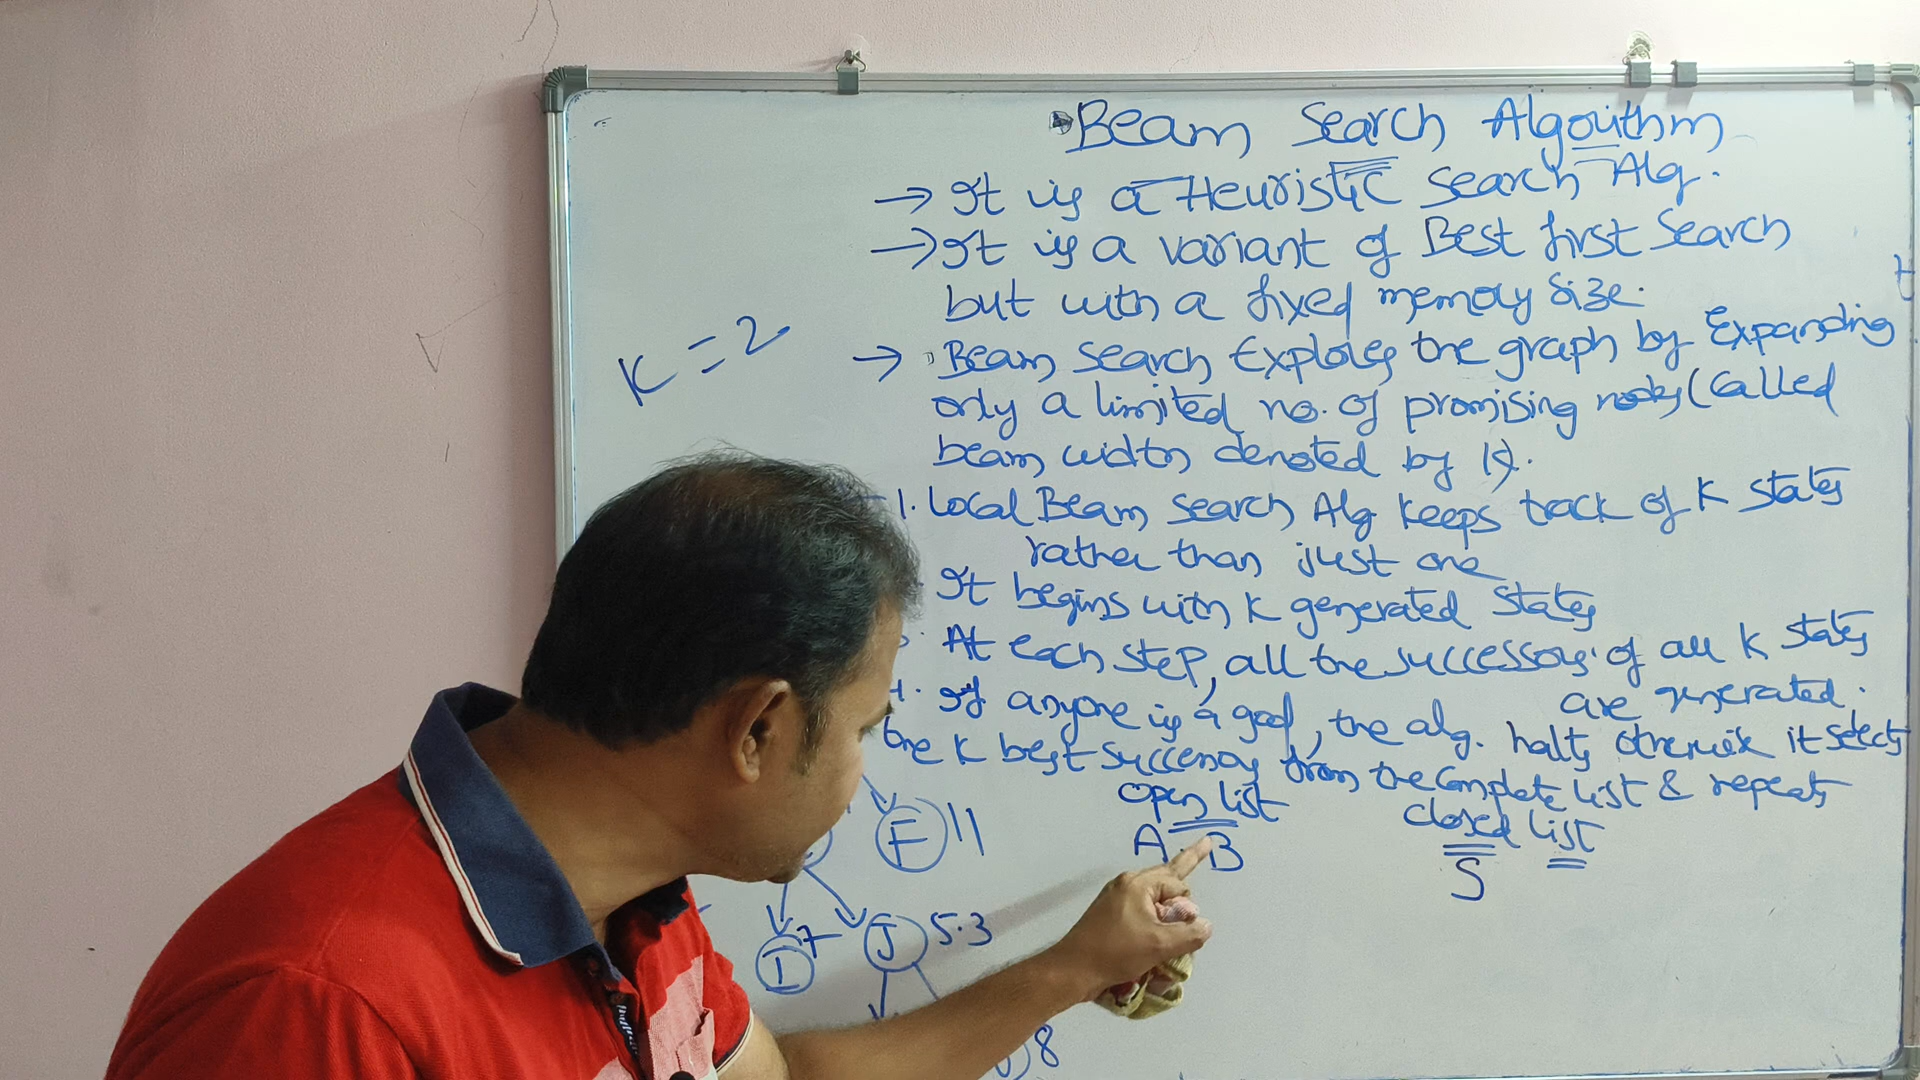 Beam Search Algorithm
→ It is a Heuristic Search Alg.
→ It is a variant of Best first Search
but with a fixed memory size.
K = 2
→ Beam Search Explores the graph by Expanding
only a limited no. of promising nodes (Called
beam width denoted by K).
1. Local Beam Search Alg keeps track of K states
rather than just one
It begins with K generated states
At each step, all the successors of all K states
are generated.
If anyone is a goal, the alg. halts otherwise it selects
the K best successors from the Complete list & repeats
Open list
Closed list
A B
S
F 11
I 7
J 5.3
8